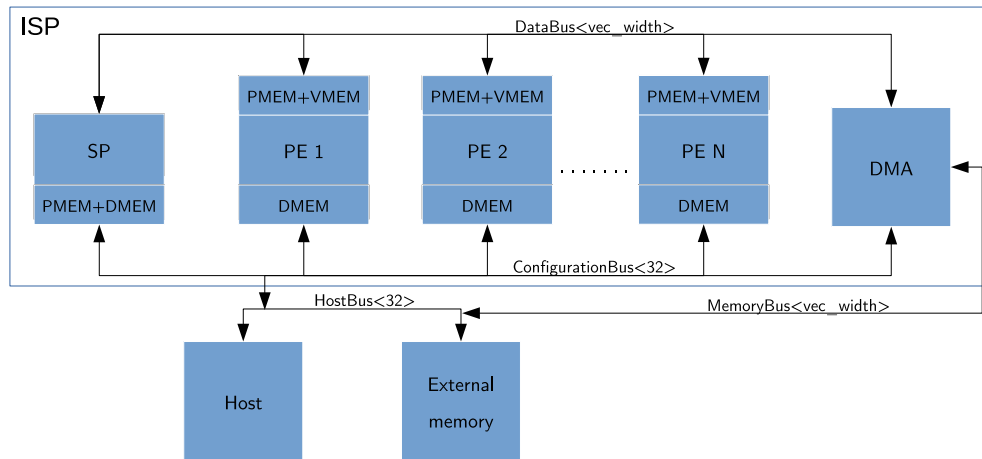 ISP
DataBus<vec_width>
PMEM+VMEM
PMEM+VMEM
PMEM+VMEM
SP
PE 1
PE 2
.......
PE N
DMA
PMEM+DMEM
DMEM
DMEM
DMEM
ConfigurationBus<32>
HostBus<32>
MemoryBus<vec_width>
Host
External
memory